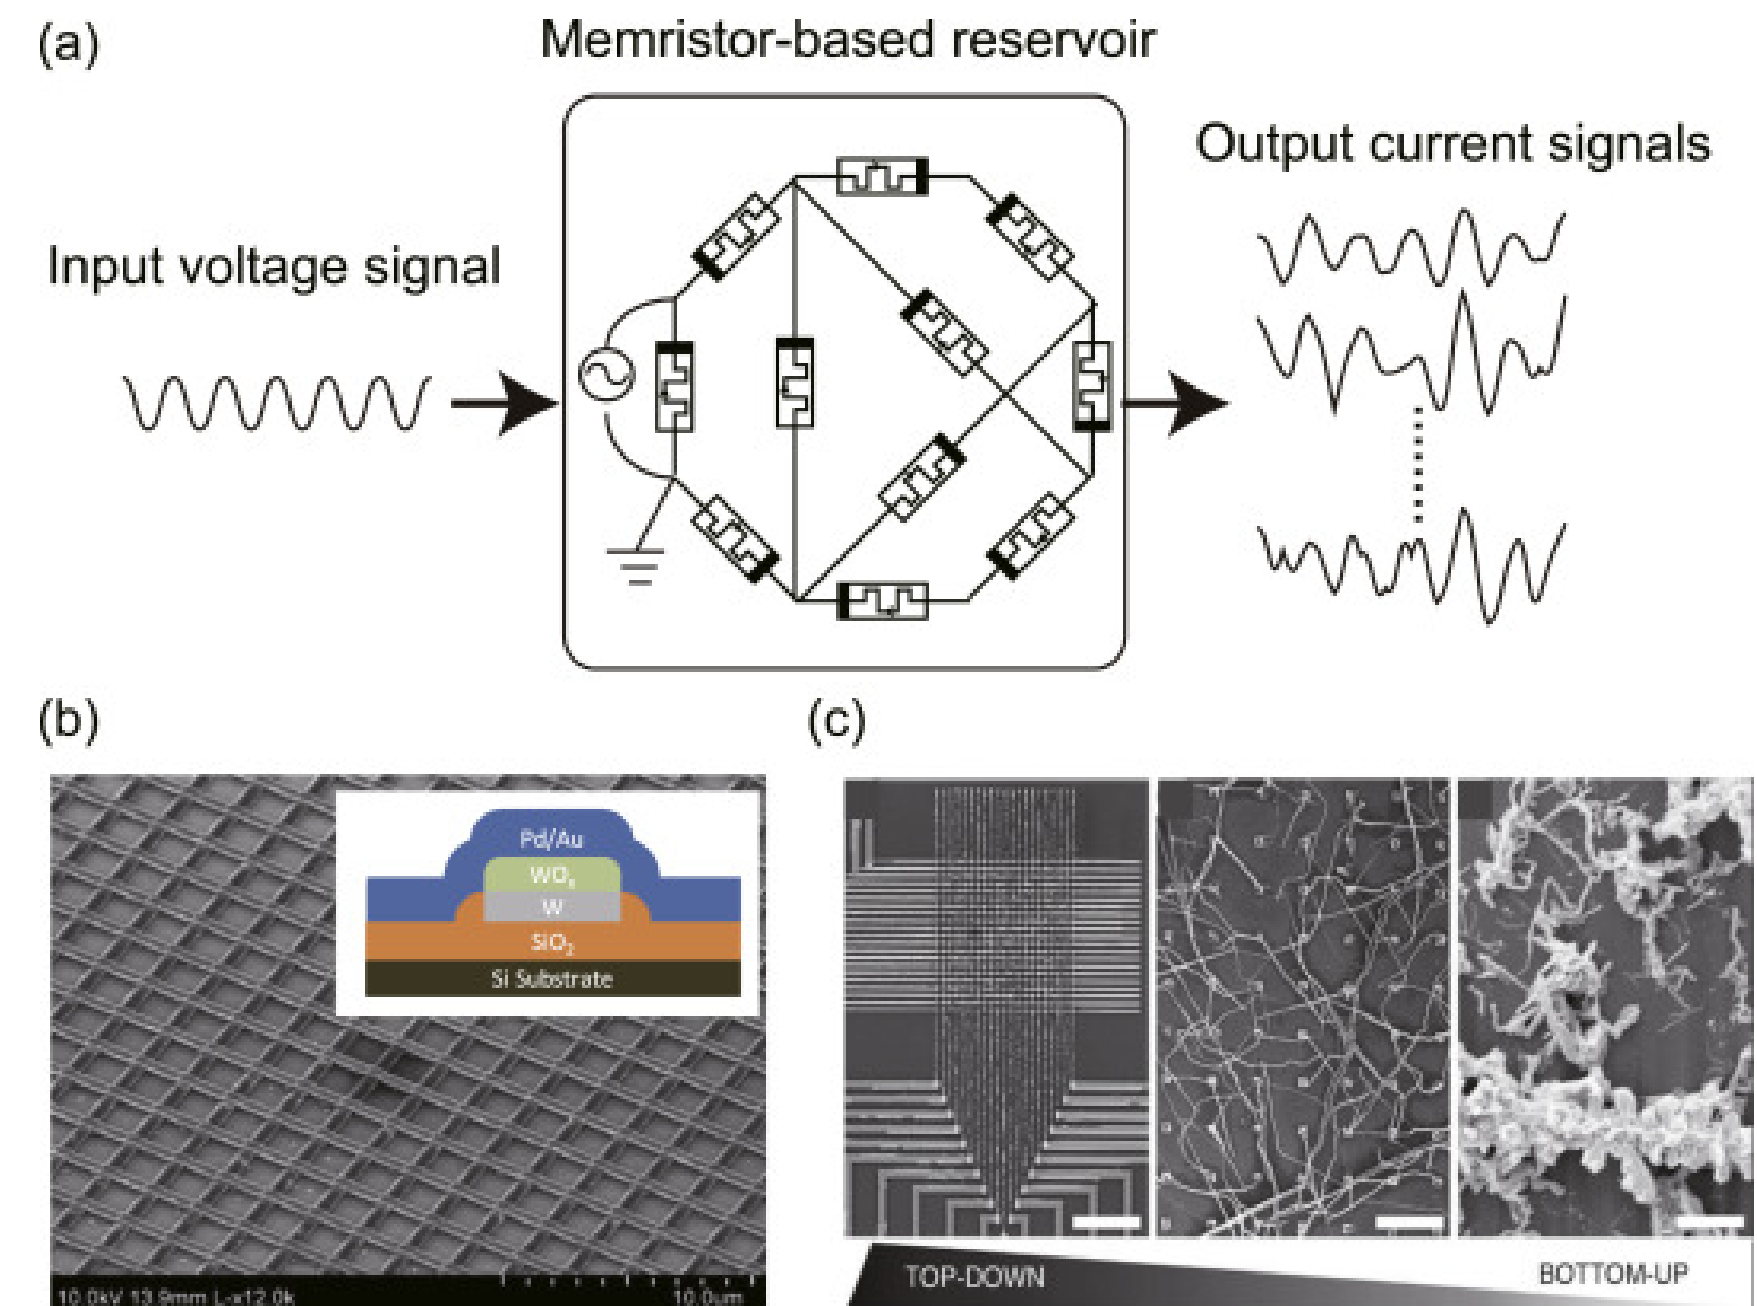 (a)
Memristor-based reservoir
Output current signals
Input voltage signal
(b)
(c)
Pd/Au
WOₓ
W
SiO₂
Si Substrate
10.0kV 13.9mm L-x12.0k
10.0um
TOP-DOWN
BOTTOM-UP